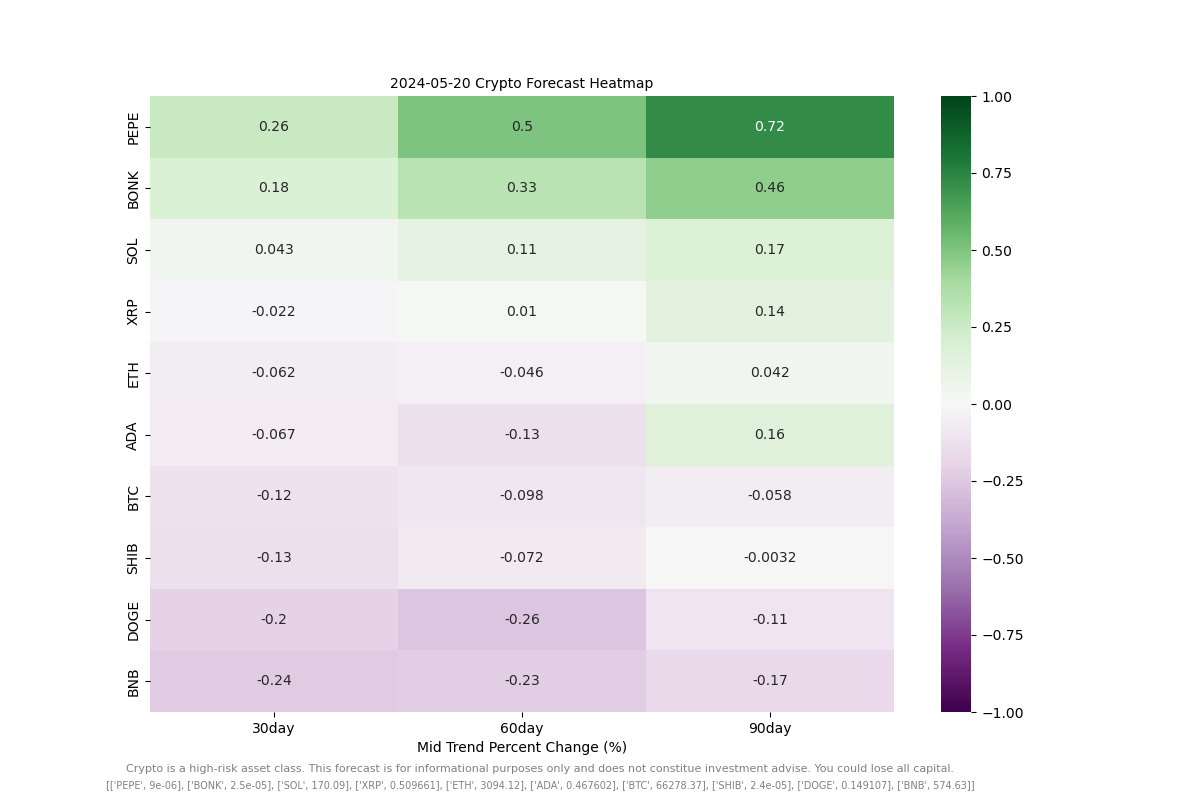 2024-05-20 Crypto Forecast Heatmap
PEPE 0.26 0.5 0.72
BONK 0.18 0.33 0.46
SOL 0.043 0.11 0.17
XRP -0.022 0.01 0.14
ETH -0.062 -0.046 0.042
ADA -0.067 -0.13 0.16
BTC -0.12 -0.098 -0.058
SHIB -0.13 -0.072 -0.0032
DOGE -0.2 -0.26 -0.11
BNB -0.24 -0.23 -0.17
30day 60day 90day
Mid Trend Percent Change (%)
1.00
0.75
0.50
0.25
0.00
−0.25
−0.50
−0.75
−1.00
Crypto is a high-risk asset class. This forecast is for informational purposes only and does not constitute investment advise. You could lose all capital.
[['PEPE', 9e-06], ['BONK', 2.5e-05], ['SOL', 170.09], ['XRP', 0.509661], ['ETH', 3094.12], ['ADA', 0.467602], ['BTC', 66278.37], ['SHIB', 2.4e-05], ['DOGE', 0.149107], ['BNB', 574.63]]